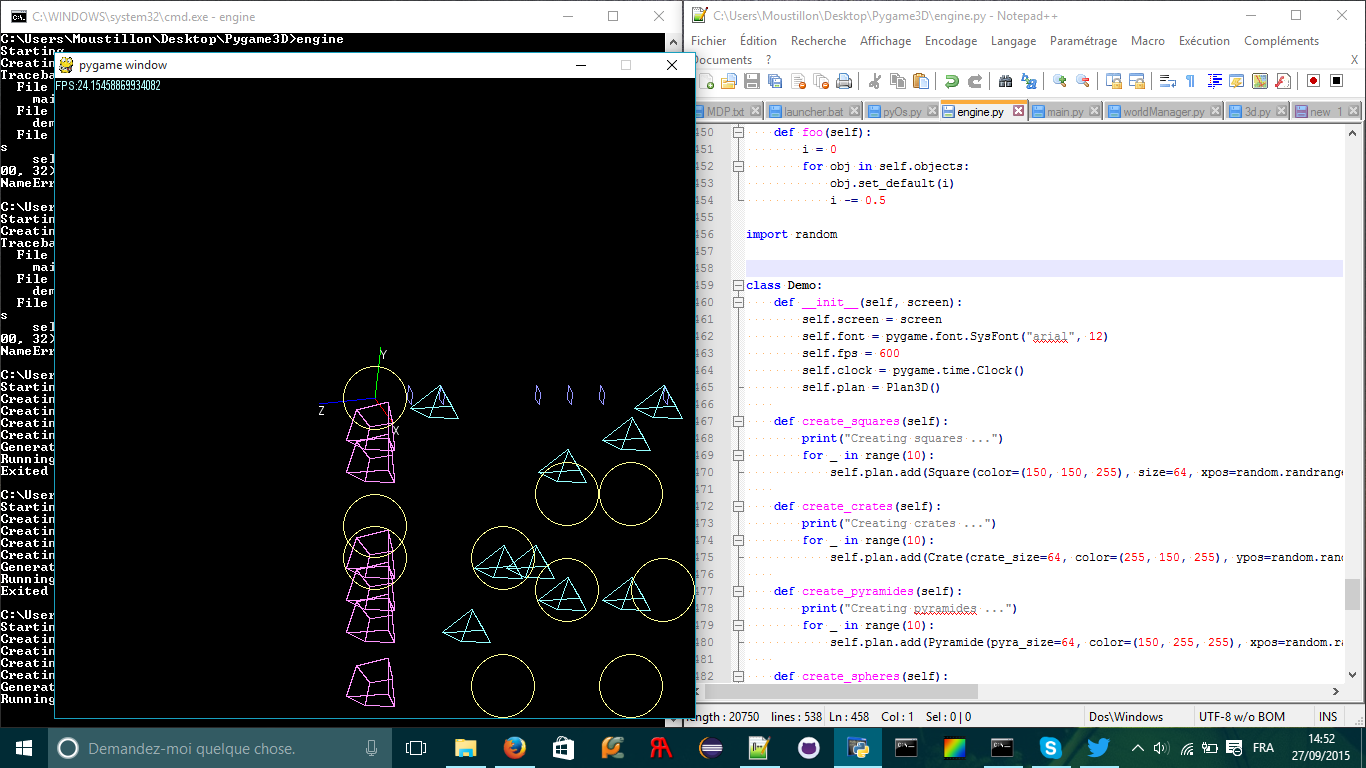 C:\WINDOWS\system32\cmd.exe - engine
C:\Users\Moustillon\Desktop\Pygame3D>engine
Starting
Creating
Traceba
File
mai
File
dem
File
s
sel
00, 32)
NameErr
C:\User
Startin
Creatin
Traceba
File
mai
File
dem
File
s
sel
00, 32)
NameErr
C:\User
Startin
Creatin
Creatin
Creatin
Creatin
Generat
Running
Exited
C:\User
Startin
Creatin
Creatin
Creatin
Creatin
Generat
Running
Exited
C:\User
Startin
Creatin
Creatin
Creatin
Creatin
Generat
Running
pygame window
FPS:24.15458869934082
Y
Z
X
C:\Users\Moustillon\Desktop\Pygame3D\engine.py - Notepad++
Fichier Édition Recherche Affichage Encodage Langage Paramétrage Macro Exécution Compléments
Documents ? X
MDP.txt launcher.bat pyOs.py engine.py main.py worldManager.py 3d.py new 1
450 def foo(self):
451 i = 0
452 for obj in self.objects:
453 obj.set_default(i)
454 i -= 0.5
455
456 import random
457
458
459 class Demo:
460 def __init__(self, screen):
461 self.screen = screen
462 self.font = pygame.font.SysFont("arial", 12)
463 self.fps = 600
464 self.clock = pygame.time.Clock()
465 self.plan = Plan3D()
466
467 def create_squares(self):
468 print("Creating squares ...")
469 for _ in range(10):
470 self.plan.add(Square(color=(150, 150, 255), size=64, xpos=random.randrange
471
472 def create_crates(self):
473 print("Creating crates ...")
474 for _ in range(10):
475 self.plan.add(Crate(crate_size=64, color=(255, 150, 255), ypos=random.ran
476
477 def create_pyramides(self):
478 print("Creating pyramides ...")
479 for _ in range(10):
480 self.plan.add(Pyramide(pyra_size=64, color=(150, 255, 255), xpos=random.ra
481
482 def create_spheres(self):
length : 20750 lines : 538 Ln : 458 Col : 1 Sel : 0 | 0 Dos\Windows UTF-8 w/o BOM INS
Demandez-moi quelque chose.
FRA
14:52
27/09/2015